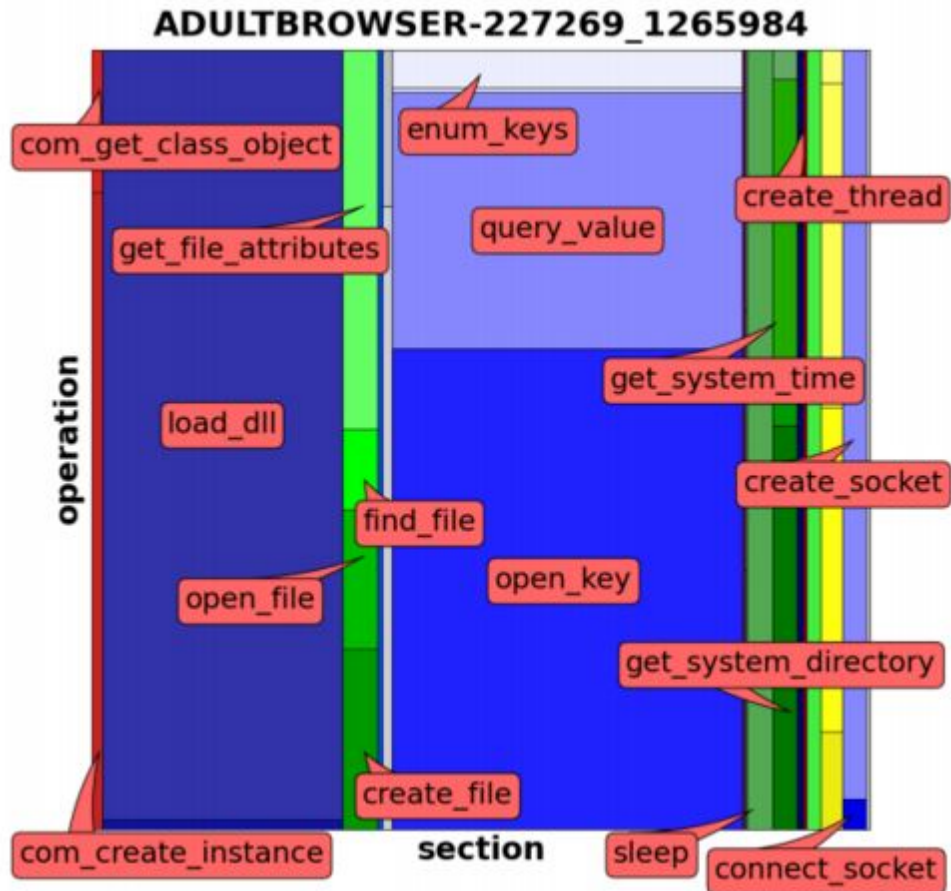 ADULTBROWSER-227269_1265984
enum_keys
com_get_class_object
create_thread
query_value
get_file_attributes
get_system_time
load_dll
operation
create_socket
find_file
open_key
open_file
get_system_directory
create_file
section
sleep
com_create_instance
connect_socket